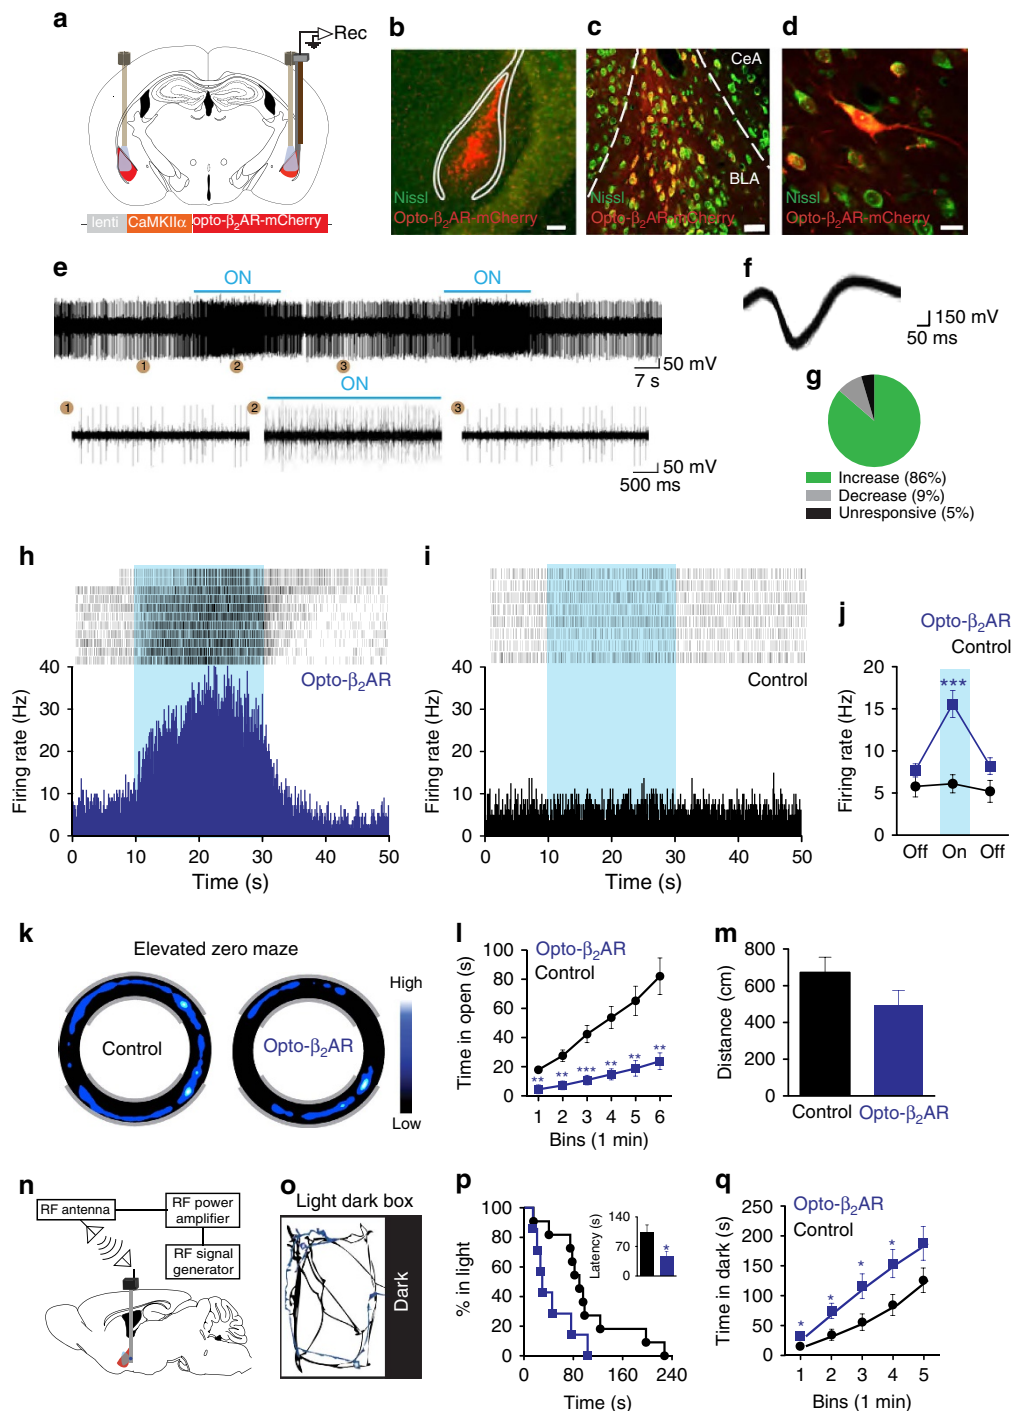 a
Rec
lenti CaMKIIα opto-β₂AR-mCherry
b
Nissl
Opto-β₂AR-mCherry
c
CeA
BLA
Nissl
Opto-β₂AR-mCherry
d
Nissl
Opto-β₂AR-mCherry
e
ON ON
1 2 3
50 mV
7 s
ON
1 2 3
50 mV
500 ms
f
150 mV
50 ms
g
Increase (86%)
Decrease (9%)
Unresponsive (5%)
h
Opto-β₂AR
Firing rate (Hz)
40
30
20
10
0
0 10 20 30 40 50
Time (s)
i
Control
Firing rate (Hz)
40
30
20
10
0
0 10 20 30 40 50
Time (s)
j
Opto-β₂AR
Control
***
Firing rate (Hz)
20
15
10
5
0
Off On Off
k
Elevated zero maze
Control
Opto-β₂AR
High
Low
l
Opto-β₂AR
Control
Time in open (s)
100
80
60
40
20
0
** ** *** ** ** **
1 2 3 4 5 6
Bins (1 min)
m
Distance (cm)
800
600
400
200
0
Control Opto-β₂AR
n
RF antenna
RF power
amplifier
RF signal
generator
o
Light dark box
Dark
p
% in light
100
80
60
40
20
0
0 80 160 240
Time (s)
Latency (s)
140
70
0
*
q
Opto-β₂AR
Control
Time in dark (s)
250
200
150
100
50
0
* * * *
1 2 3 4 5
Bins (1 min)